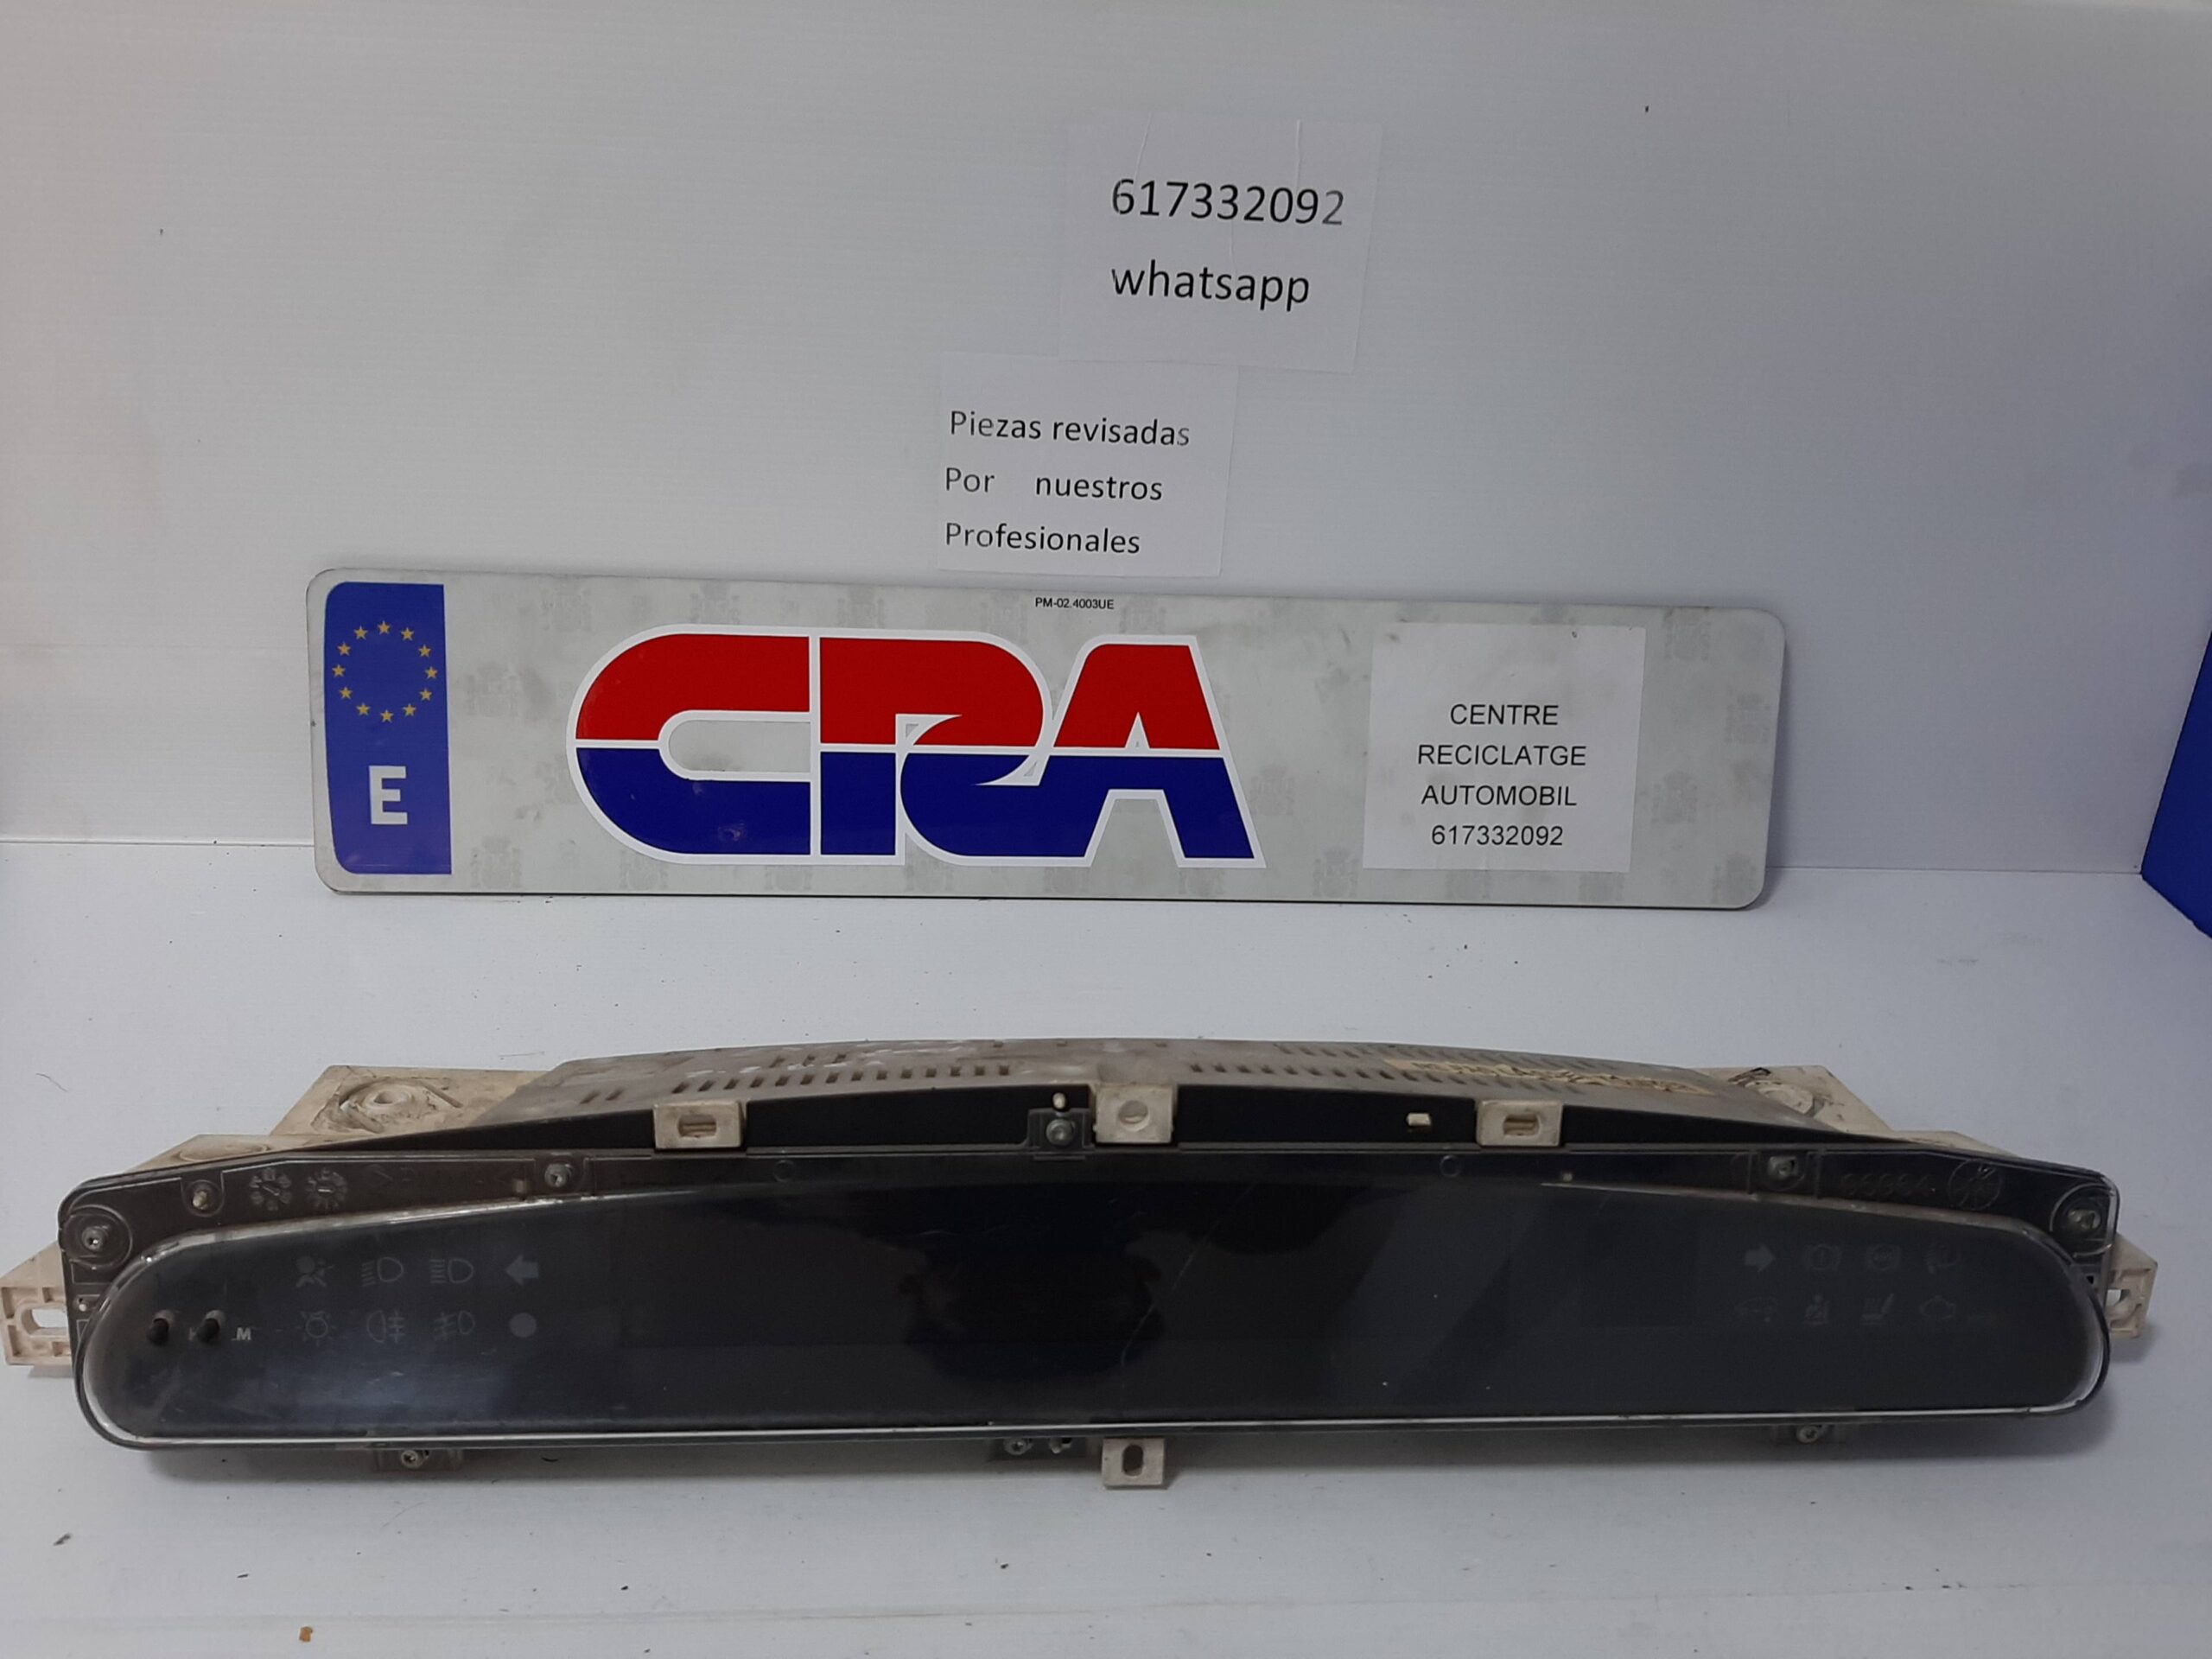 617332092
whatsapp
Piezas revisadas
Por nuestros
Profesionales
PM-02.4003UE
E
CRA
CENTRE
RECICLATGE
AUTOMOBIL
617332092
H M